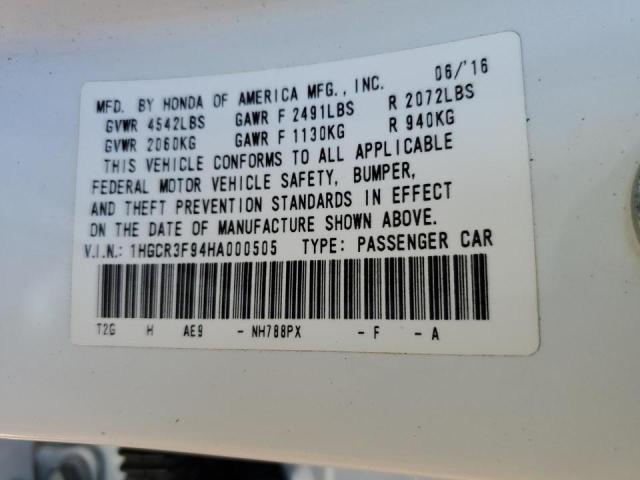 MFD. BY HONDA OF AMERICA MFG., INC. 06/'16
GVWR 4542LBS GAWR F 2491LBS R 2072LBS
GVWR 2060KG GAWR F 1130KG R 940KG
THIS VEHICLE CONFORMS TO ALL APPLICABLE
FEDERAL MOTOR VEHICLE SAFETY, BUMPER,
AND THEFT PREVENTION STANDARDS IN EFFECT
ON THE DATE OF MANUFACTURE SHOWN ABOVE.
V.I.N.: 1HGCR3F94HA000505 TYPE: PASSENGER CAR
T2G H AE9 - NH788PX - F - A